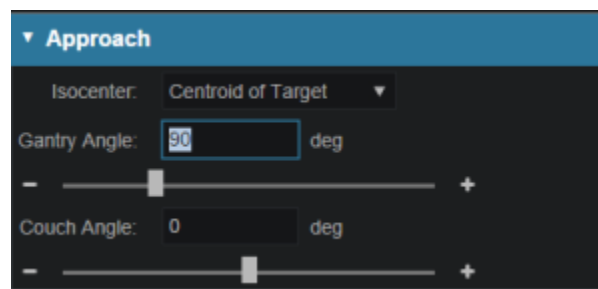 ▼ Approach
Isocenter: Centroid of Target ▼
Gantry Angle: 90 deg
− +
Couch Angle: 0 deg
− +